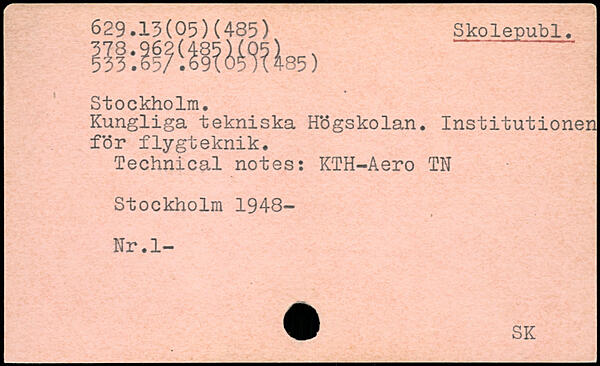 629.13(05)(485) Skolepubl.
378.962(485)(05)
533.65/.69(05)(485)
Stockholm.
Kungliga tekniska Högskolan. Institutionen
för flygteknik.
Technical notes: KTH-Aero TN
Stockholm 1948-
Nr.1-
SK